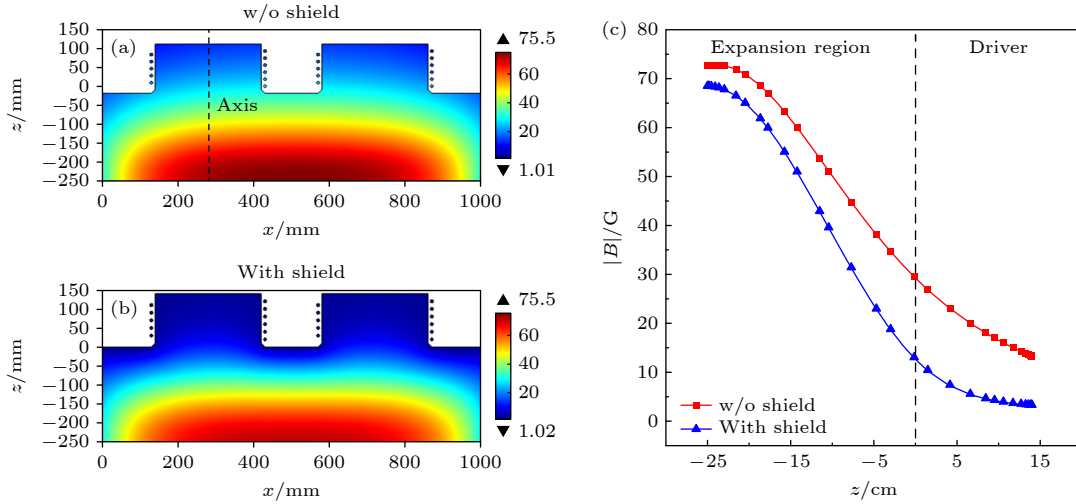 w/o shield
(a)
z/mm
150
100
50
0
−50
−100
−150
−200
−250
Axis
0 200 400 600 800 1000
x/mm
75.5
60
40
20
1.01
With shield
(b)
z/mm
150
100
50
0
−50
−100
−150
−200
−250
0 200 400 600 800 1000
x/mm
75.5
60
40
20
1.02
(c)
Expansion region Driver
|B|/G
80
70
60
50
40
30
20
10
0
w/o shield
With shield
−25 −15 −5 5 15
z/cm